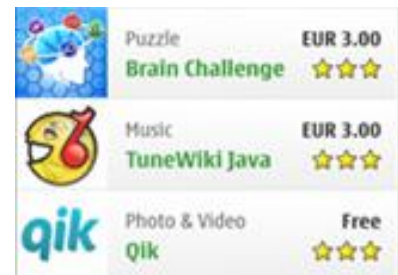 Puzzle EUR 3.00
Brain Challenge
Music EUR 3.00
TuneWiki Java
qik Photo & Video Free
Qik